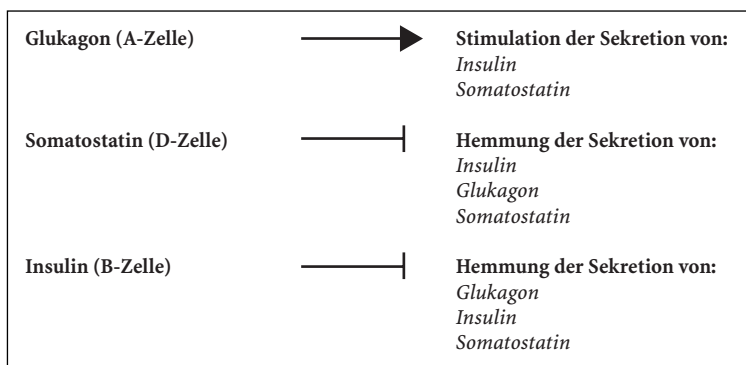 Glukagon (A-Zelle) Stimulation der Sekretion von:
Insulin
Somatostatin
Somatostatin (D-Zelle) Hemmung der Sekretion von:
Insulin
Glukagon
Somatostatin
Insulin (B-Zelle) Hemmung der Sekretion von:
Glukagon
Insulin
Somatostatin